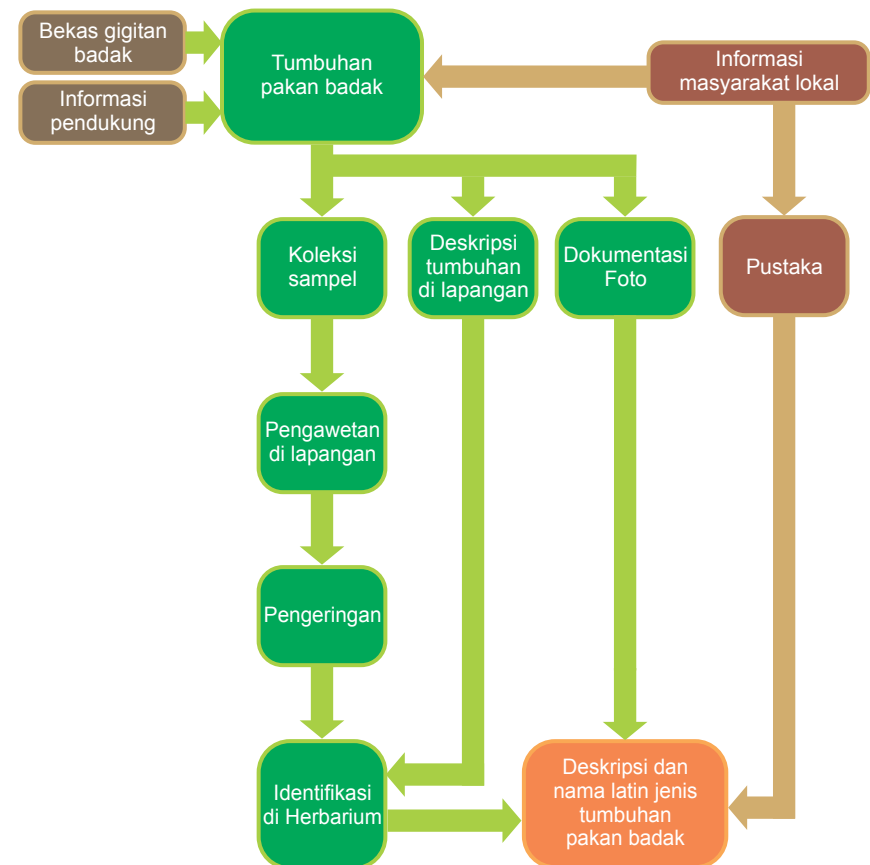 Bekas gigitan
badak
Tumbuhan
pakan badak
Informasi
masyarakat lokal
Informasi
pendukung
Koleksi
sampel
Deskripsi
tumbuhan
di lapangan
Dokumentasi
Foto
Pustaka
Pengawetan
di lapangan
Pengeringan
Identifikasi
di Herbarium
Deskripsi dan
nama latin jenis
tumbuhan
pakan badak